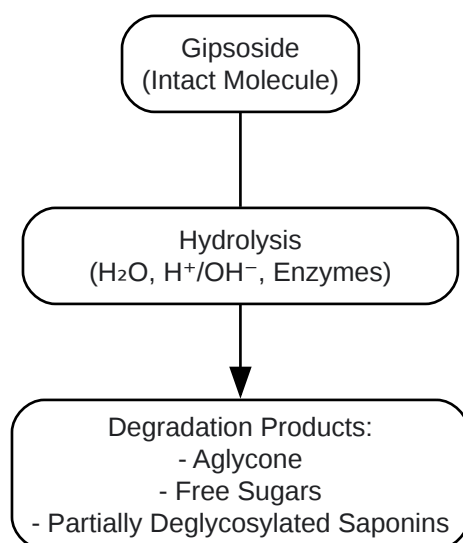 Gipsoside
(Intact Molecule)
Hydrolysis
(H₂O, H⁺/OH⁻, Enzymes)
Degradation Products:
- Aglycone
- Free Sugars
- Partially Deglycosylated Saponins